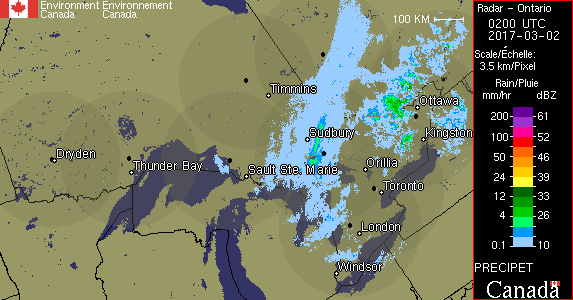 Environment Environnement
Canada Canada
100 KM
Timmins
Ottawa
Sudbury
Kingston
Dryden
Thunder Bay
Sault Ste. Marie
Orillia
Toronto
London
Windsor
Radar - Ontario
0200 UTC
2017-03-02
Scale/Échelle:
3.5 km/Pixel
Rain/Pluie
mm/hr dBZ
200 61
100 52
50 46
24 39
12 33
4 26
0.1 10
PRECIPET
Canada